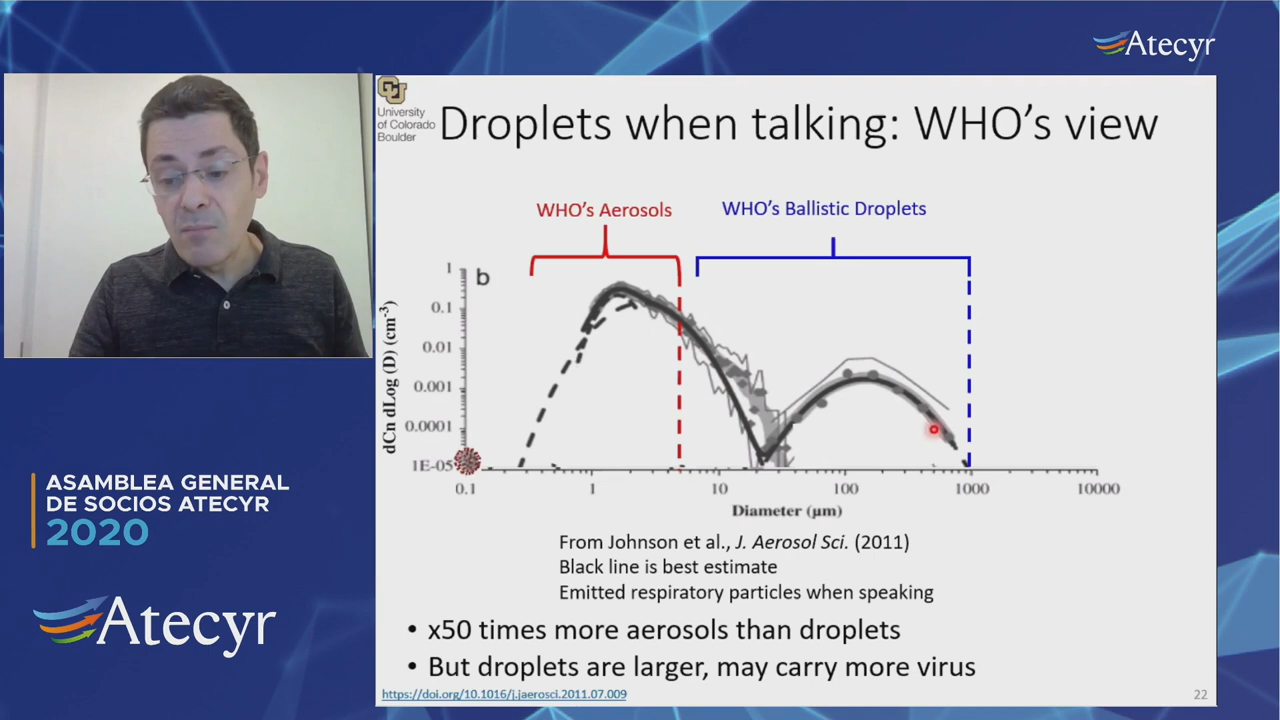 Atecyr
CU
University
of Colorado
Boulder
Droplets when talking: WHO's view
WHO's Aerosols
WHO's Ballistic Droplets
b
dCn dLog (D) (cm-3)
1
0.1
0.01
0.001
0.0001
1E-05
0.1
1
10
100
1000
10000
Diameter (µm)
From Johnson et al., J. Aerosol Sci. (2011)
Black line is best estimate
Emitted respiratory particles when speaking
• x50 times more aerosols than droplets
• But droplets are larger, may carry more virus
https://doi.org/10.1016/j.jaerosci.2011.07.009
22
ASAMBLEA GENERAL
DE SOCIOS ATECYR
2020
Atecyr